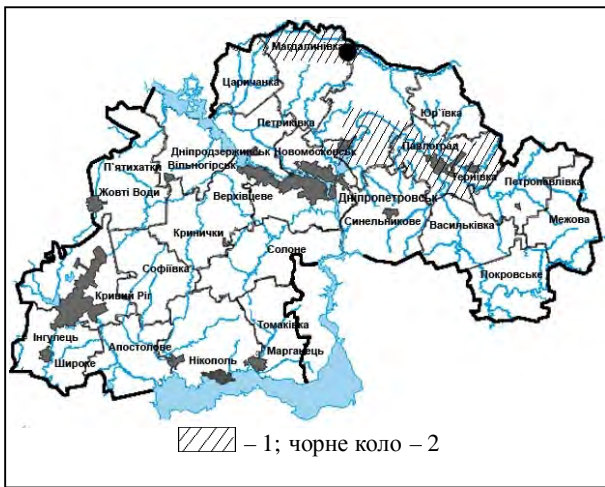 Магдалинівка
Царичанка
Юр'ївка
Петриківка
Дніпродзержинськ
Новомосковськ
Павлоград
П'ятихатки
Вільногірськ
Тернівка
Петропавлівка
Жовті Води
Верхівцеве
Дніпропетровськ
Межова
Синельникове
Васильківка
Кринички
Солоне
Софіївка
Покровське
Кривий Ріг
Томаківка
Інгулець
Апостолове
Нікополь
Марганець
Широке
– 1; чорне коло – 2